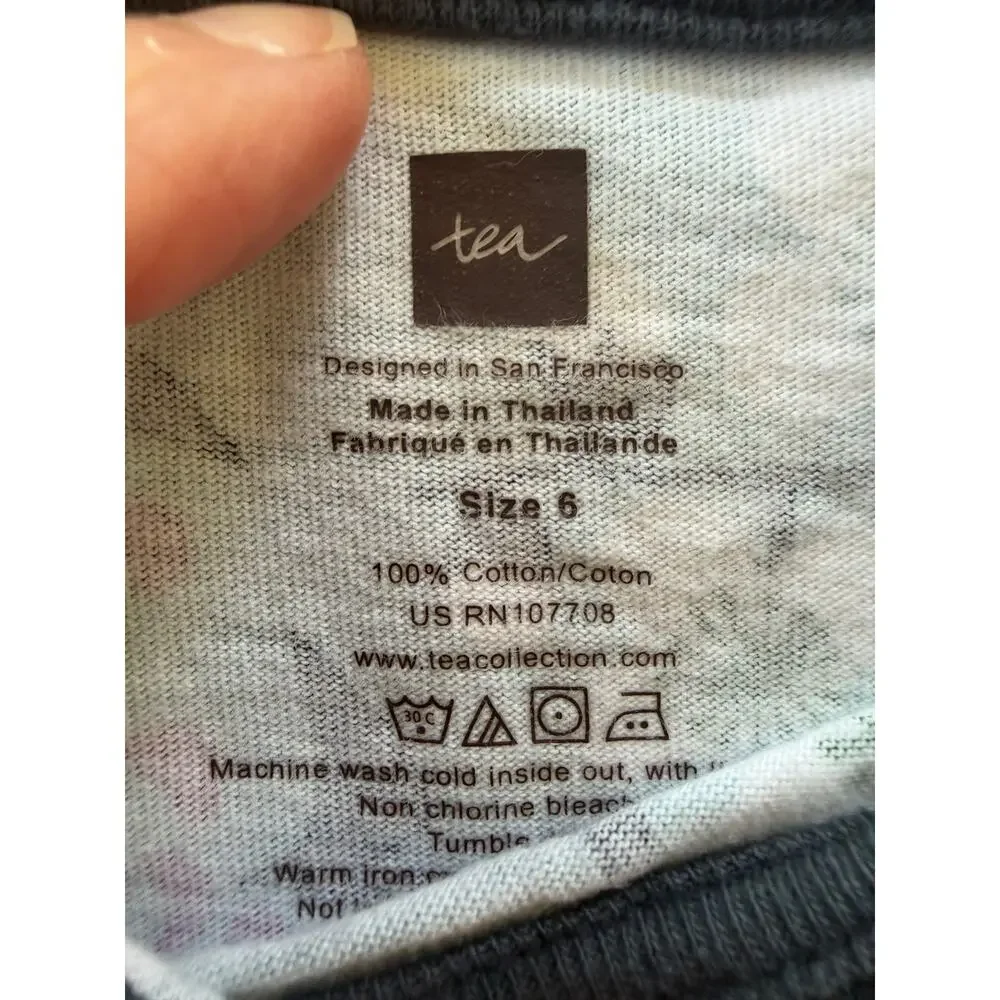 tea
Designed in San Francisco
Made in Thailand
Fabriqué en Thaïlande
Size 6
100% Cotton/Coton
US RN107708
www.teacollection.com
30 C
Machine wash cold inside out, with
Non chlorine bleach
Tumble
Warm iron
Not